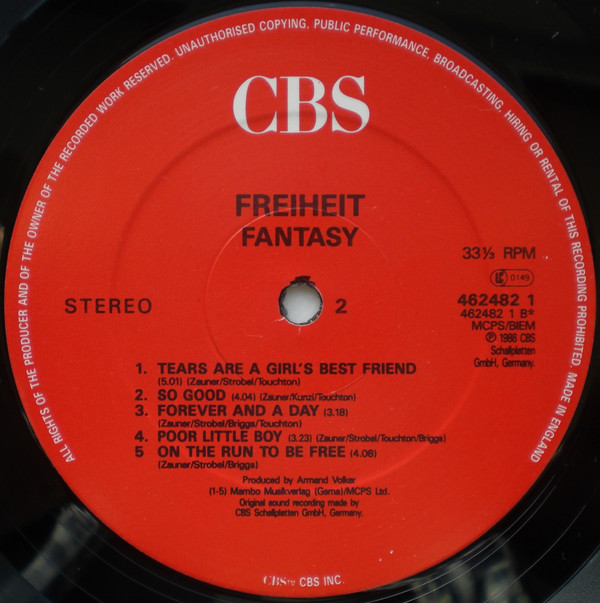 ALL RIGHTS OF THE PRODUCER AND OF THE OWNER OF THE RECORDED WORK RESERVED. UNAUTHORISED COPYING, PUBLIC PERFORMANCE, BROADCASTING, HIRING OR RENTAL OF THIS RECORDING PROHIBITED. MADE IN ENGLAND
CBS
FREIHEIT
FANTASY
33⅓ RPM
LC 0149
STEREO
2
462482 1
462482 1 B*
MCPS/BIEM
℗ 1988 CBS
Schallplatten
GmbH, Germany.
1. TEARS ARE A GIRL'S BEST FRIEND
(5.01) (Zauner/Strobel/Touchton)
2. SO GOOD (4.04) (Zauner/Kunzi/Touchton)
3. FOREVER AND A DAY (3.18)
(Zauner/Strobel/Briggs/Touchton)
4. POOR LITTLE BOY (3.23) (Zauner/Strobel/Touchton/Briggs)
5 ON THE RUN TO BE FREE (4.08)
(Zauner/Strobel/Briggs)
Produced by Armand Volker
(1-5) Mambo Musikverlag (Gema)/MCPS Ltd.
Original sound recording made by
CBS Schallplatten GmbH, Germany.
CBS™ CBS INC.